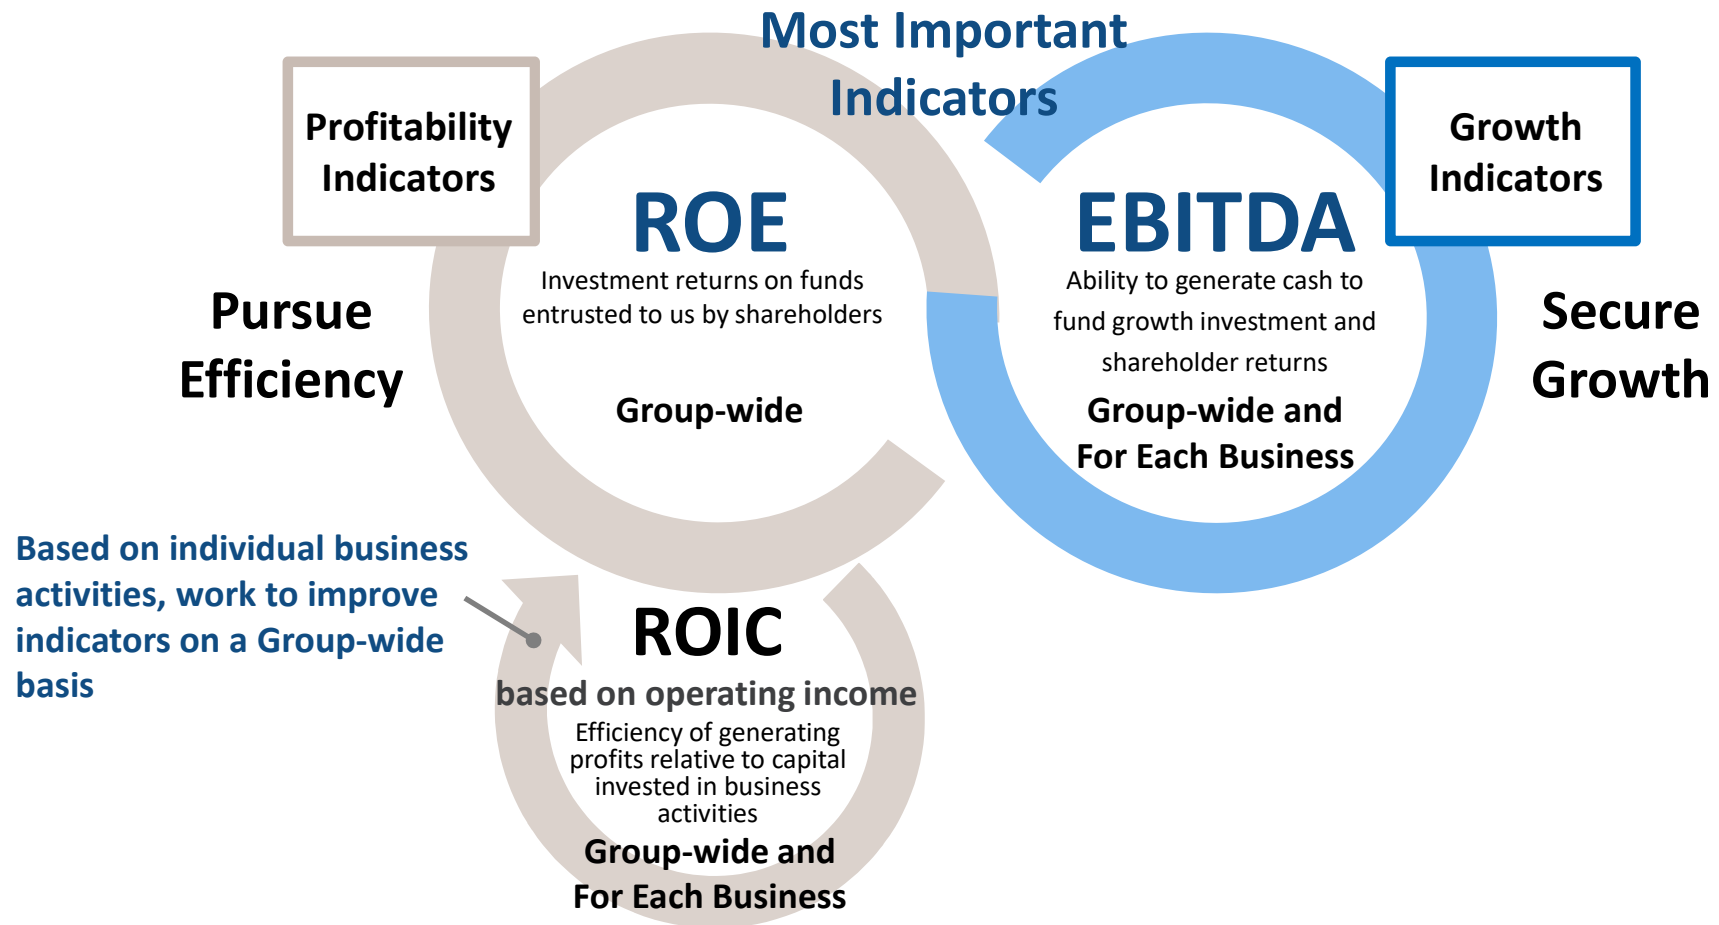 Most Important
Indicators
Profitability
Indicators
Growth
Indicators
ROE
Investment returns on funds
entrusted to us by shareholders
Group-wide
EBITDA
Ability to generate cash to
fund growth investment and
shareholder returns
Group-wide and
For Each Business
Pursue
Efficiency
Secure
Growth
Based on individual business
activities, work to improve
indicators on a Group-wide
basis
ROIC
based on operating income
Efficiency of generating
profits relative to capital
invested in business
activities
Group-wide and
For Each Business